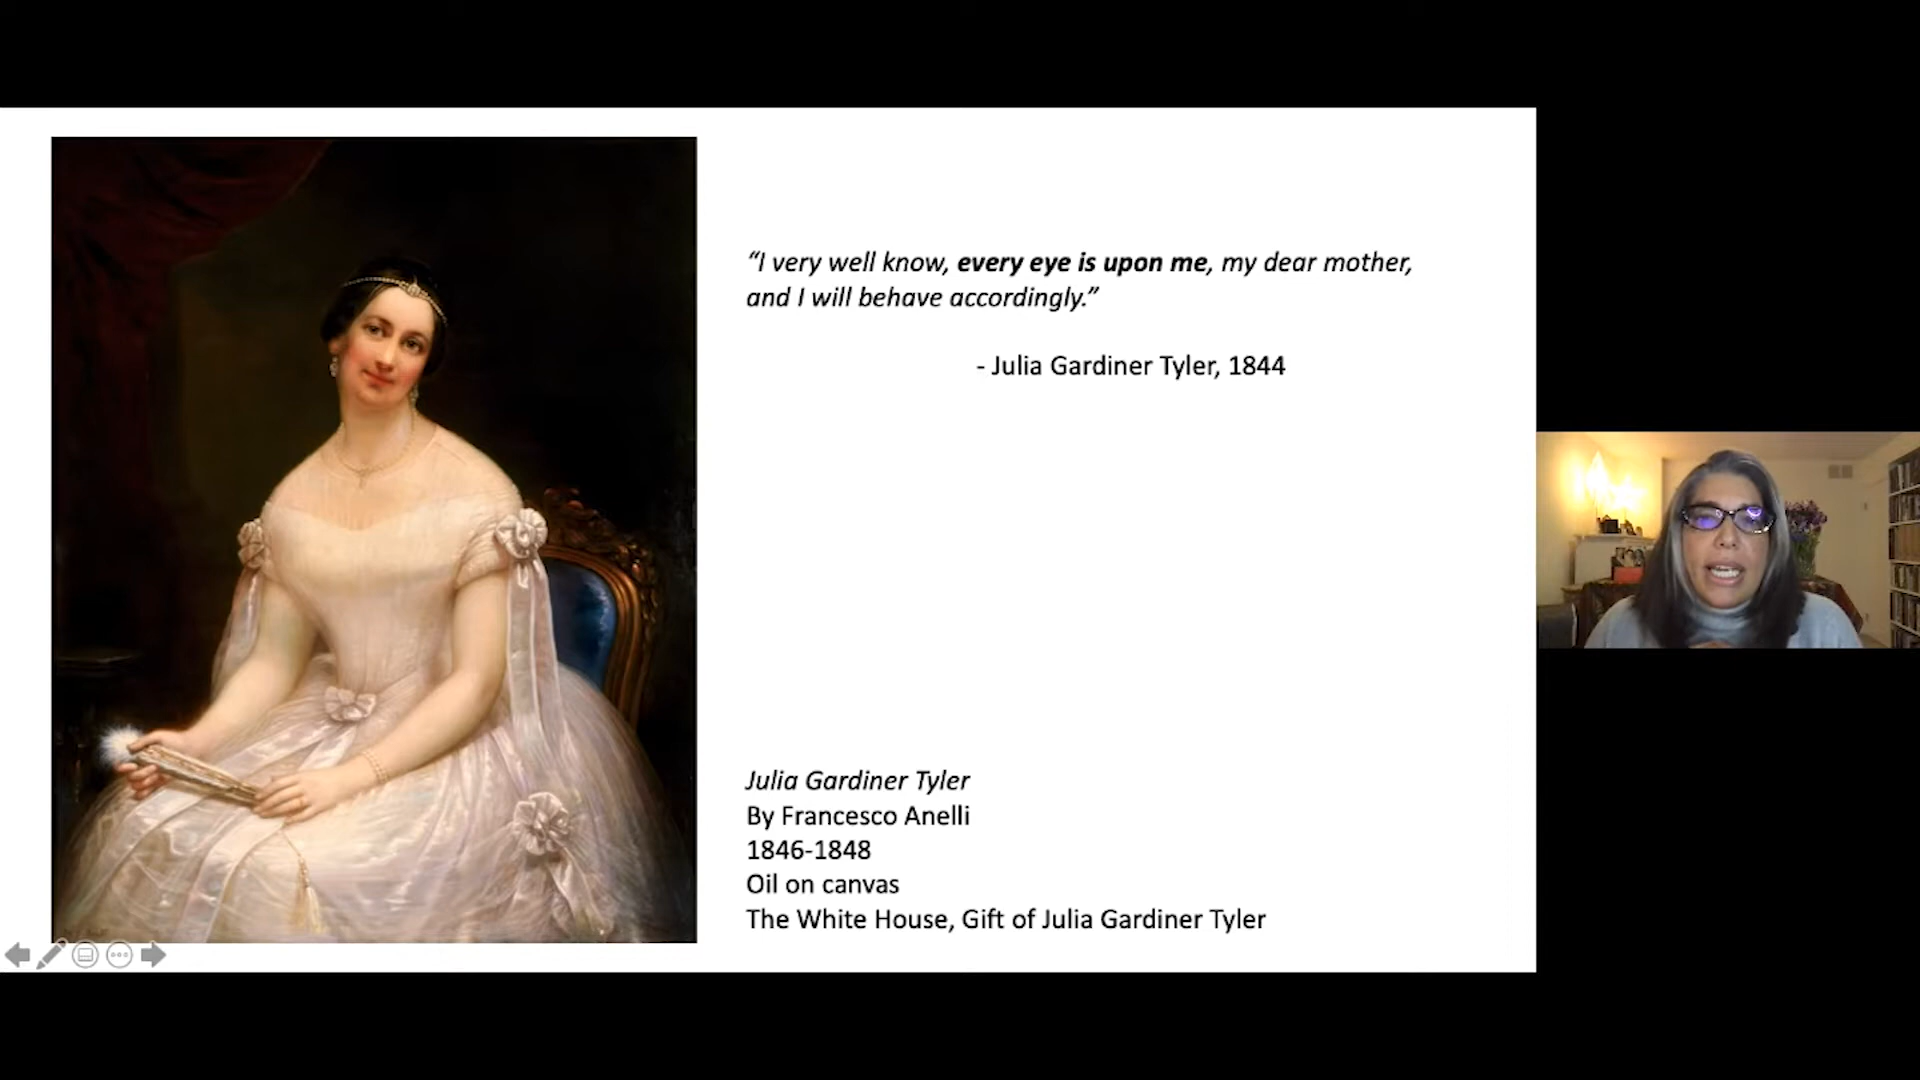 “I very well know, every eye is upon me, my dear mother,
and I will behave accordingly.”
- Julia Gardiner Tyler, 1844
Julia Gardiner Tyler
By Francesco Anelli
1846-1848
Oil on canvas
The White House, Gift of Julia Gardiner Tyler